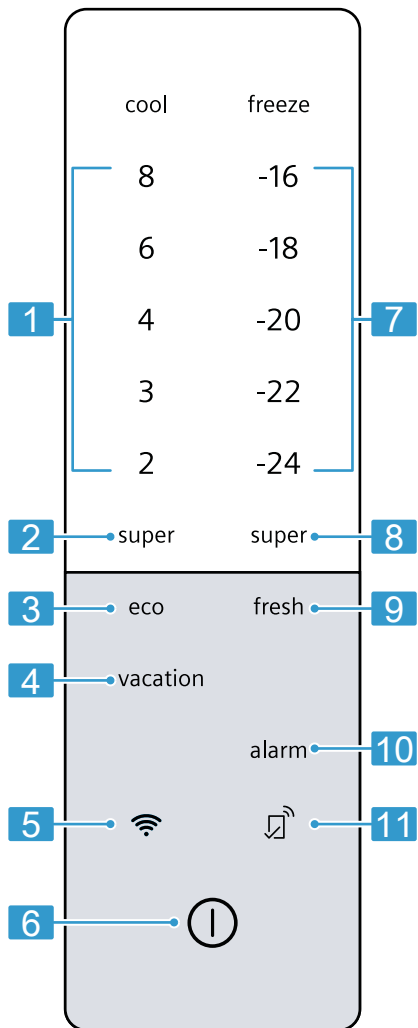 cool freeze
8 -16
6 -18
1 4 -20 7
3 -22
2 -24
2 super super 8
3 eco fresh 9
4 vacation
alarm 10
5 11
6